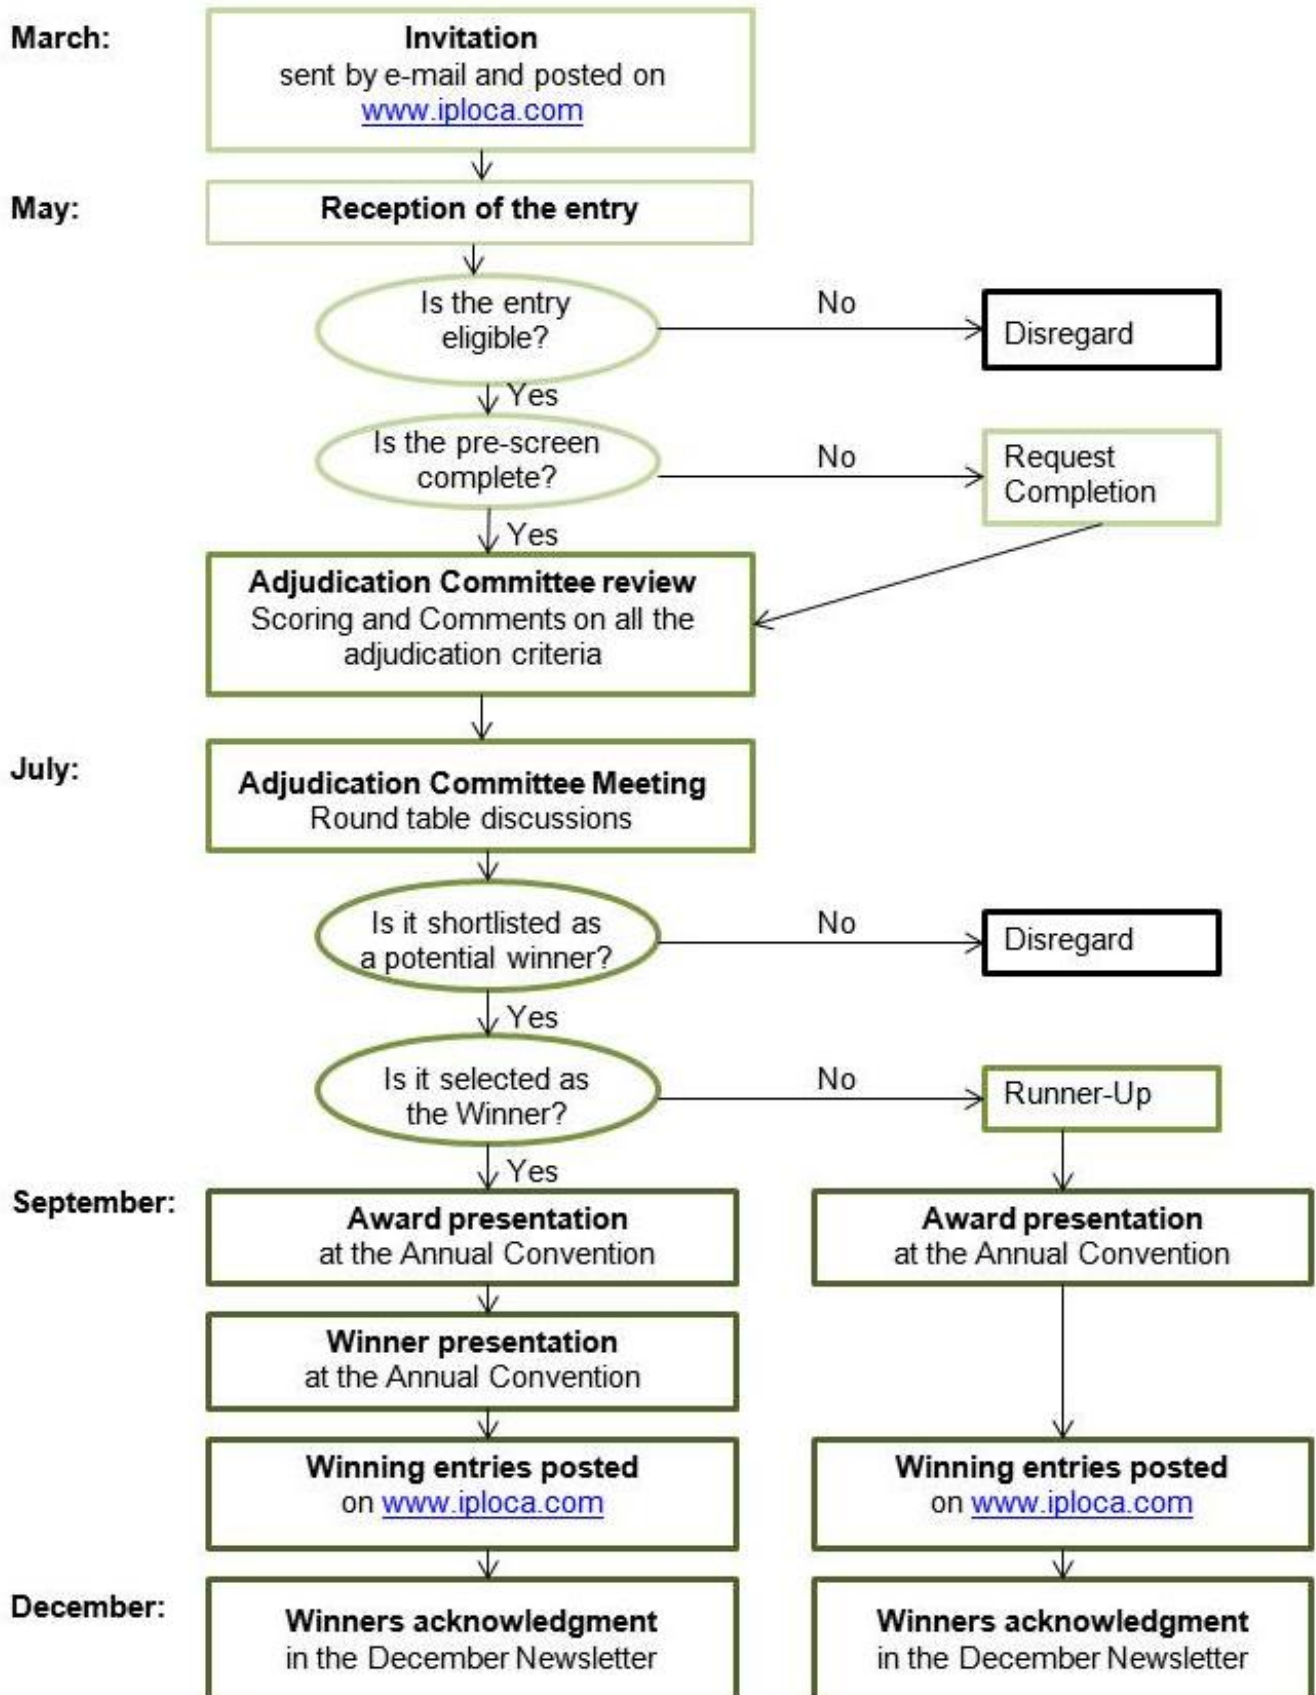 March:
Invitation
sent by e-mail and posted on
www.iploca.com
May:
Reception of the entry
Is the entry
eligible?
No
Disregard
Yes
Is the pre-screen
complete?
No
Request
Completion
Yes
Adjudication Committee review
Scoring and Comments on all the
adjudication criteria
July:
Adjudication Committee Meeting
Round table discussions
Is it shortlisted as
a potential winner?
No
Disregard
Yes
Is it selected as
the Winner?
No
Runner-Up
Yes
September:
Award presentation
at the Annual Convention
Award presentation
at the Annual Convention
Winner presentation
at the Annual Convention
Winning entries posted
on www.iploca.com
Winning entries posted
on www.iploca.com
December:
Winners acknowledgment
in the December Newsletter
Winners acknowledgment
in the December Newsletter